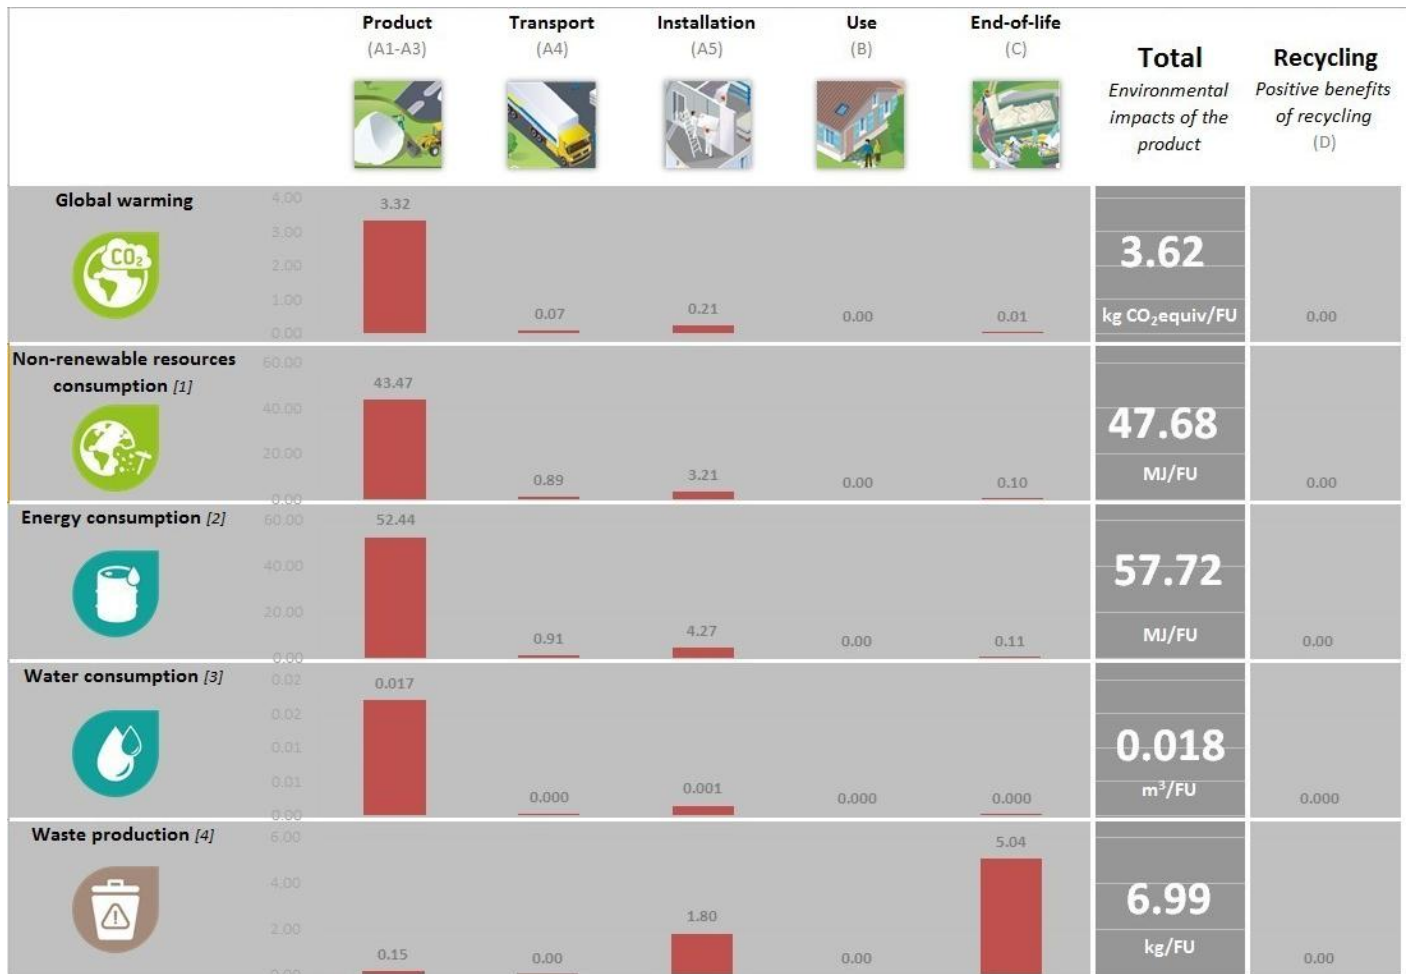 Product
(A1-A3)
Transport
(A4)
Installation
(A5)
Use
(B)
End-of-life
(C)
Total
Environmental
impacts of the
product
Recycling
Positive benefits
of recycling
(D)
Global warming
CO2
4.00
3.00
2.00
1.00
0.00
3.32
0.07
0.21
0.00
0.01
3.62
kg CO₂equiv/FU
0.00
Non-renewable resources
consumption [1]
60.00
40.00
20.00
0.00
43.47
0.89
3.21
0.00
0.10
47.68
MJ/FU
0.00
Energy consumption [2]
60.00
40.00
20.00
0.00
52.44
0.91
4.27
0.00
0.11
57.72
MJ/FU
0.00
Water consumption [3]
0.02
0.02
0.01
0.01
0.00
0.017
0.000
0.001
0.000
0.000
0.018
m³/FU
0.000
Waste production [4]
6.00
4.00
2.00
0.00
0.15
0.00
1.80
0.00
5.04
6.99
kg/FU
0.00